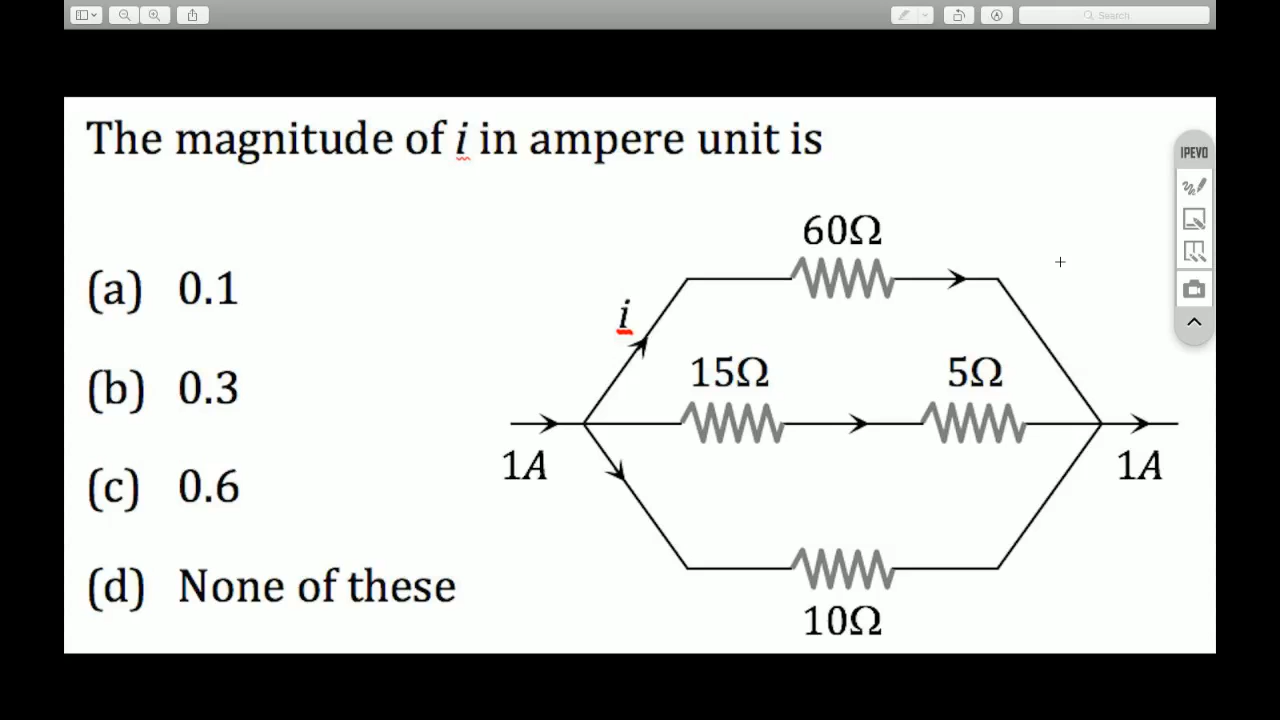 Search
The magnitude of i in ampere unit is
IPEVO
60Ω
(a) 0.1
i
15Ω
5Ω
(b) 0.3
1A
1A
(c) 0.6
(d) None of these
10Ω